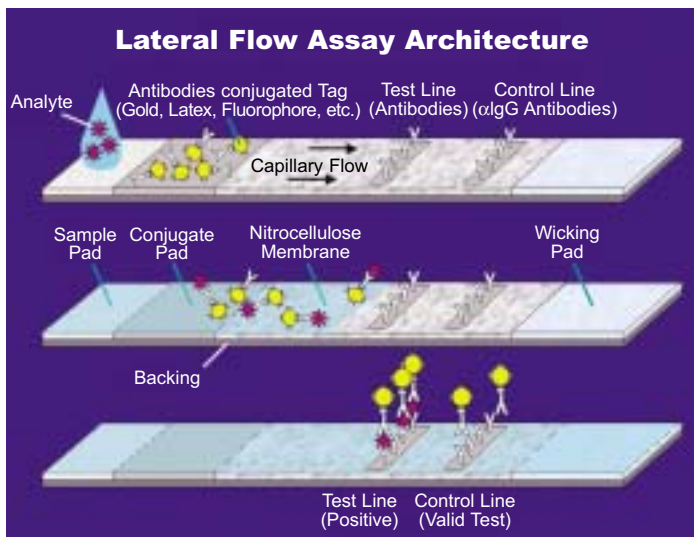 Lateral Flow Assay Architecture
Analyte
Antibodies conjugated Tag
(Gold, Latex, Fluorophore, etc.)
Test Line
(Antibodies)
Control Line
(αIgG Antibodies)
Capillary Flow
Sample
Pad
Conjugate
Pad
Nitrocellulose
Membrane
Wicking
Pad
Backing
Test Line
(Positive)
Control Line
(Valid Test)